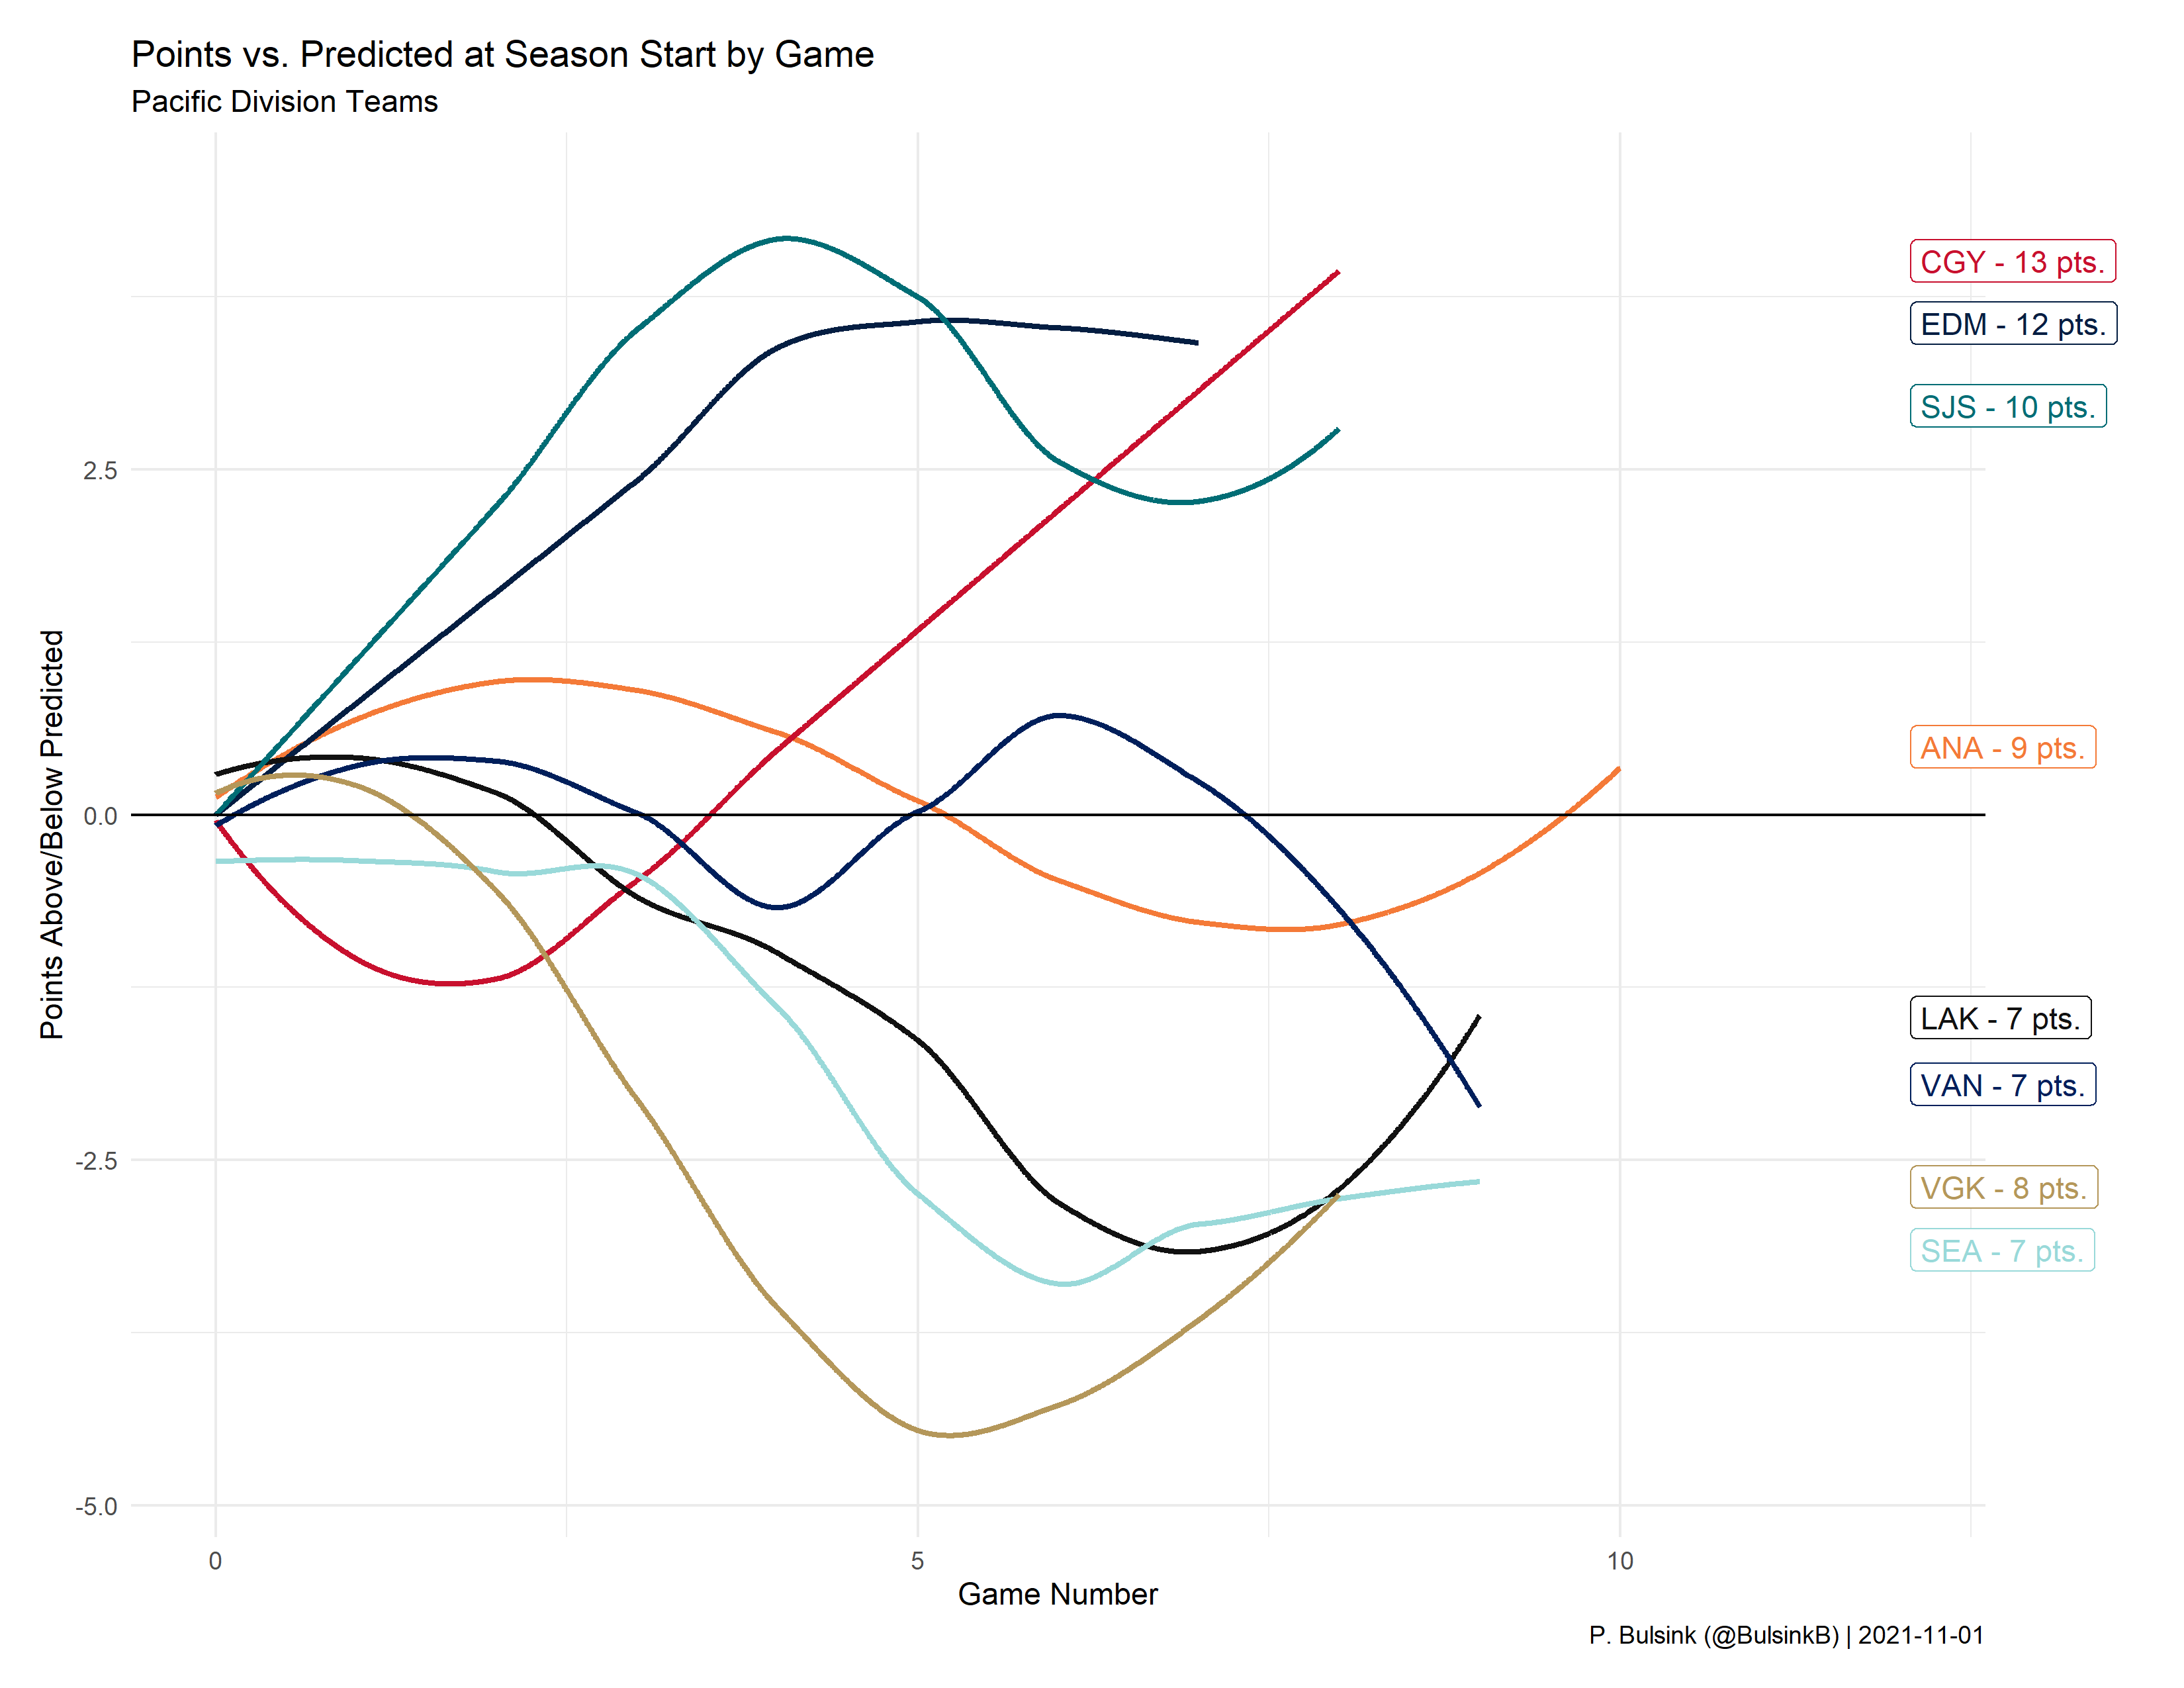 Points vs. Predicted at Season Start by Game
Pacific Division Teams
Points Above/Below Predicted
2.5
0.0
-2.5
-5.0
CGY - 13 pts.
EDM - 12 pts.
SJS - 10 pts.
ANA - 9 pts.
LAK - 7 pts.
VAN - 7 pts.
VGK - 8 pts.
SEA - 7 pts.
0
5
10
Game Number
P. Bulsink (@BulsinkB) | 2021-11-01